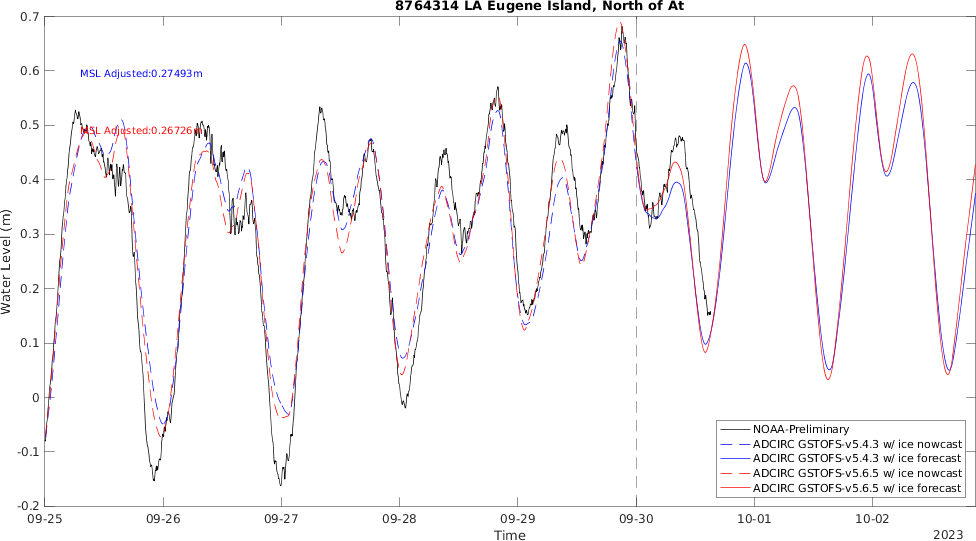 8764314 LA Eugene Island, North of At
0.7
0.6
0.5
0.4
0.3
0.2
0.1
0
-0.1
-0.2
Water Level (m)
MSL Adjusted:0.27493m
MSL Adjusted:0.26726m
NOAA-Preliminary
ADCIRC GSTOFS-v5.4.3 w/ ice nowcast
ADCIRC GSTOFS-v5.4.3 w/ ice forecast
ADCIRC GSTOFS-v5.6.5 w/ ice nowcast
ADCIRC GSTOFS-v5.6.5 w/ ice forecast
09-25 09-26 09-27 09-28 09-29 09-30 10-01 10-02
Time
2023